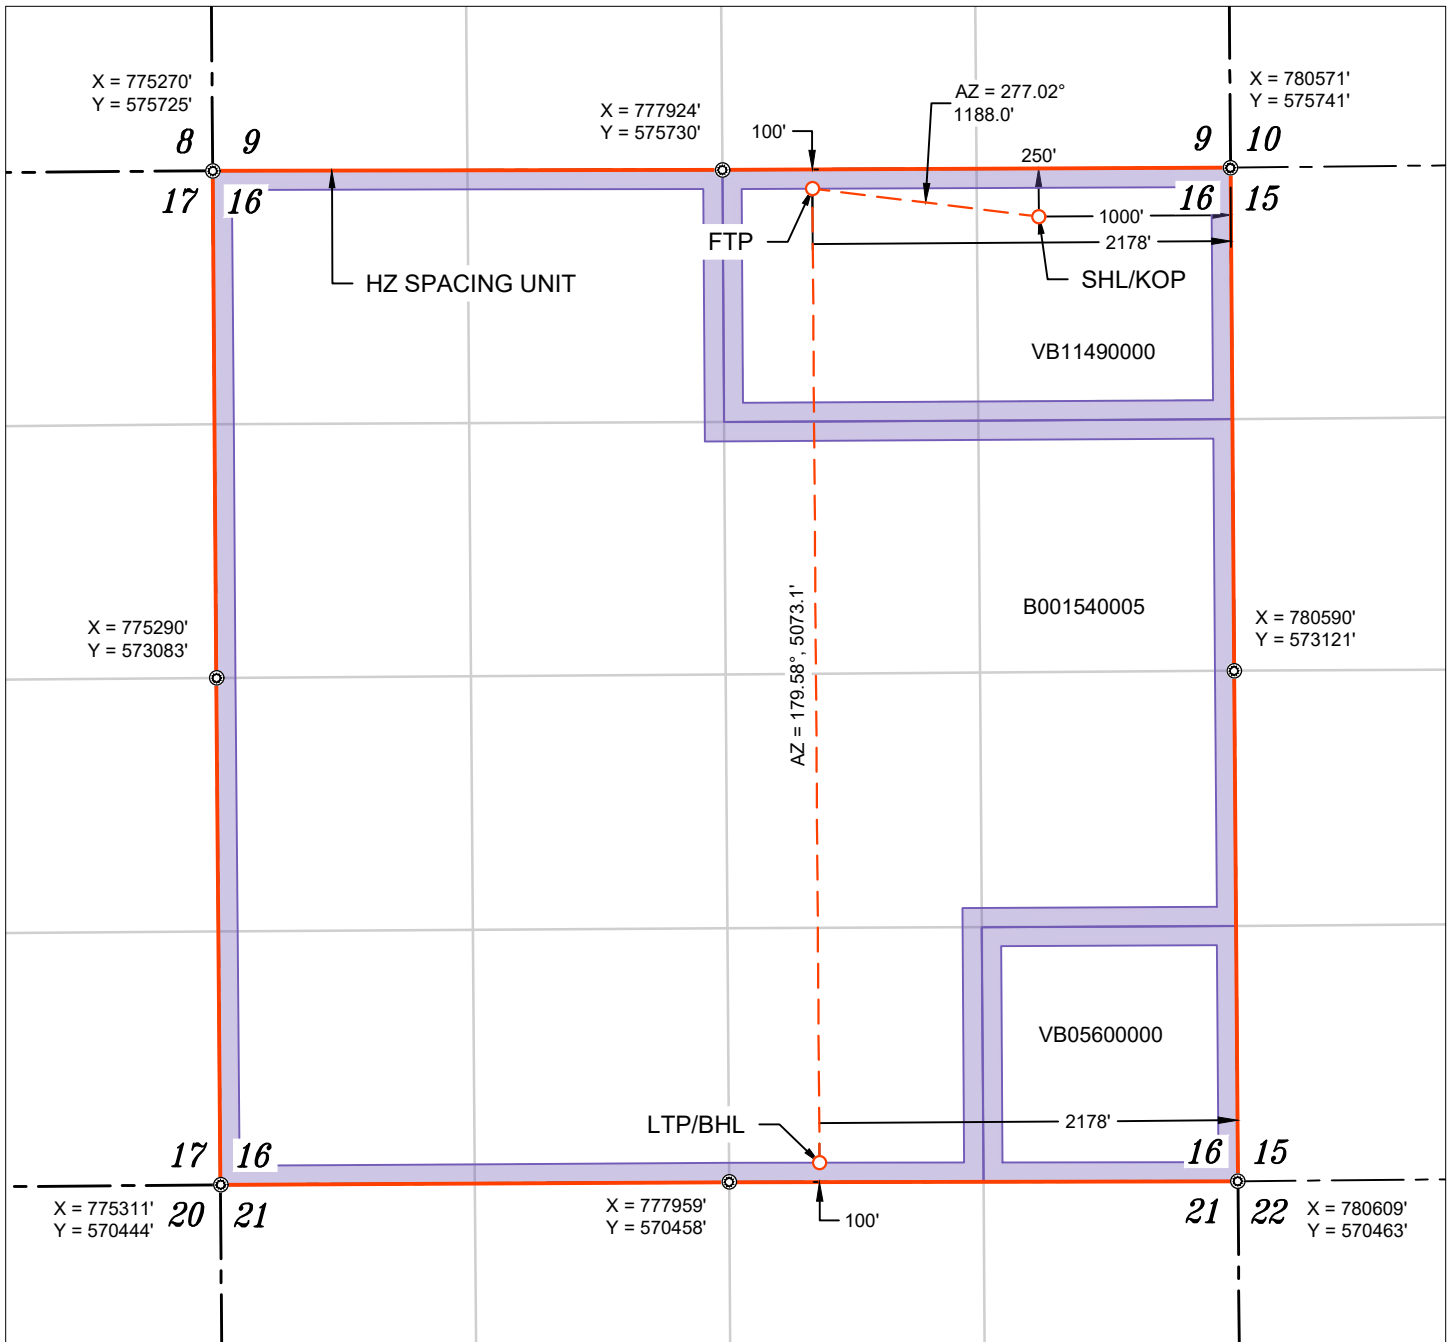 X = 775270'
Y = 575725'
X = 777924'
Y = 575730'
100'
AZ = 277.02°
1188.0'
X = 780571'
Y = 575741'
8 9
9 10
250'
17 16
16 15
1000'
FTP
2178'
HZ SPACING UNIT
SHL/KOP
VB11490000
B001540005
X = 775290'
Y = 573083'
X = 780590'
Y = 573121'
AZ = 179.58°, 5073.1'
VB05600000
LTP/BHL
2178'
17 16
16 15
X = 775311'
Y = 570444'
20 21
X = 777959'
Y = 570458'
100'
21 22
X = 780609'
Y = 570463'